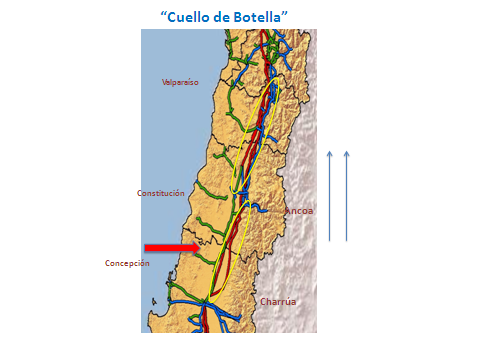 “Cuello de Botella”
Valparaíso
Constitución
Ancoa
Concepción
Charrúa